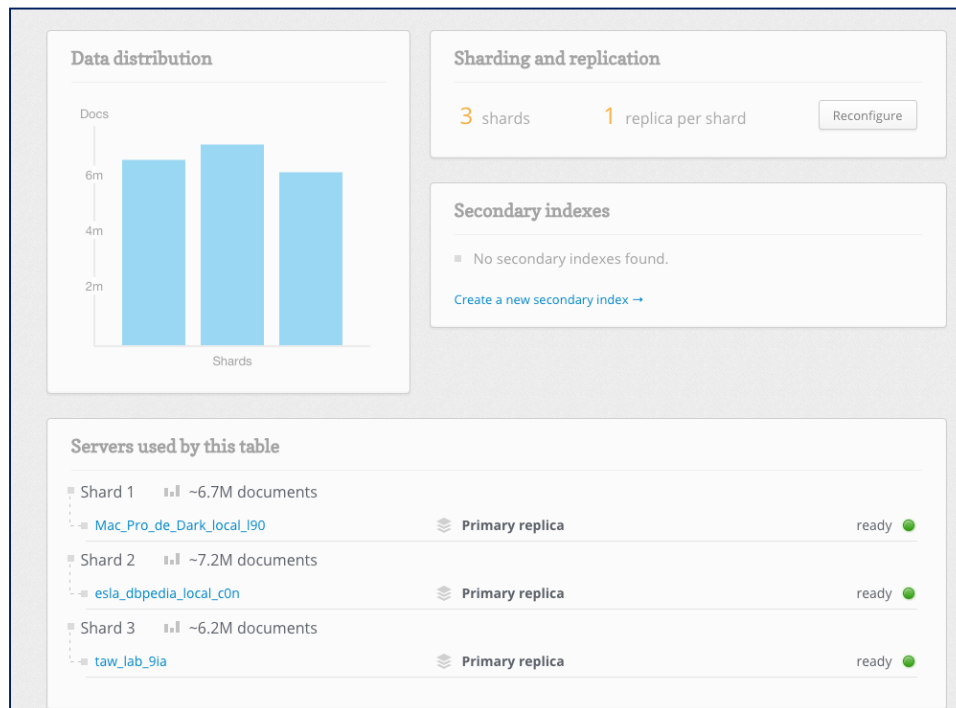 Data distribution
Docs
6m
4m
2m
Shards
Sharding and replication
3 shards
1 replica per shard
Reconfigure
Secondary indexes
No secondary indexes found.
Create a new secondary index →
Servers used by this table
Shard 1 ~6.7M documents
Mac_Pro_de_Dark_local_l90 Primary replica ready
Shard 2 ~7.2M documents
esla_dbpedia_local_c0n Primary replica ready
Shard 3 ~6.2M documents
taw_lab_9ia Primary replica ready